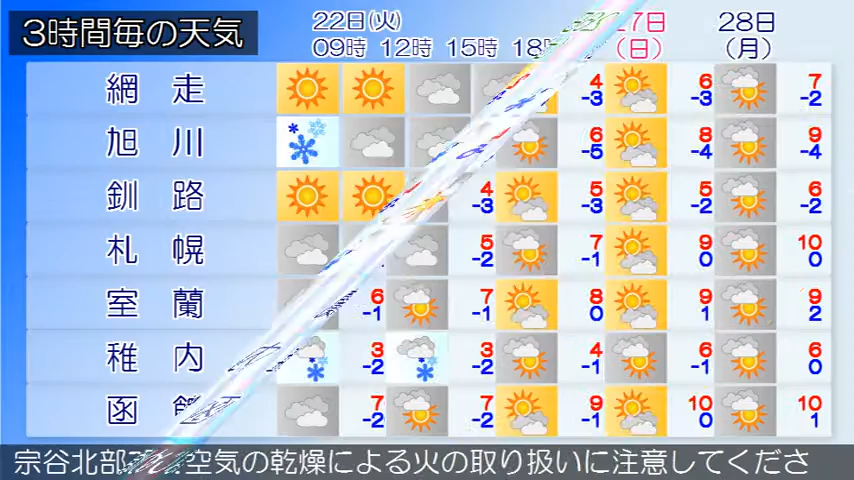 3時間毎の天気
22日(火) 27日 28日
09時 12時 15時 18時 (日) (月)
網走 4 -3 6 -3 7 -2
旭川 6 -5 8 -4 9 -4
釧路 4 -3 5 -3 5 -2 6 -2
札幌 5 -2 7 -1 9 0 10 0
室蘭 6 -1 7 -1 8 0 9 1 9 2
稚内 3 -2 3 -2 4 -1 6 -1 6 0
函館 7 -2 7 -2 9 -1 10 0 10 1
宗谷北部 空気の乾燥による火の取り扱いに注意してくださ